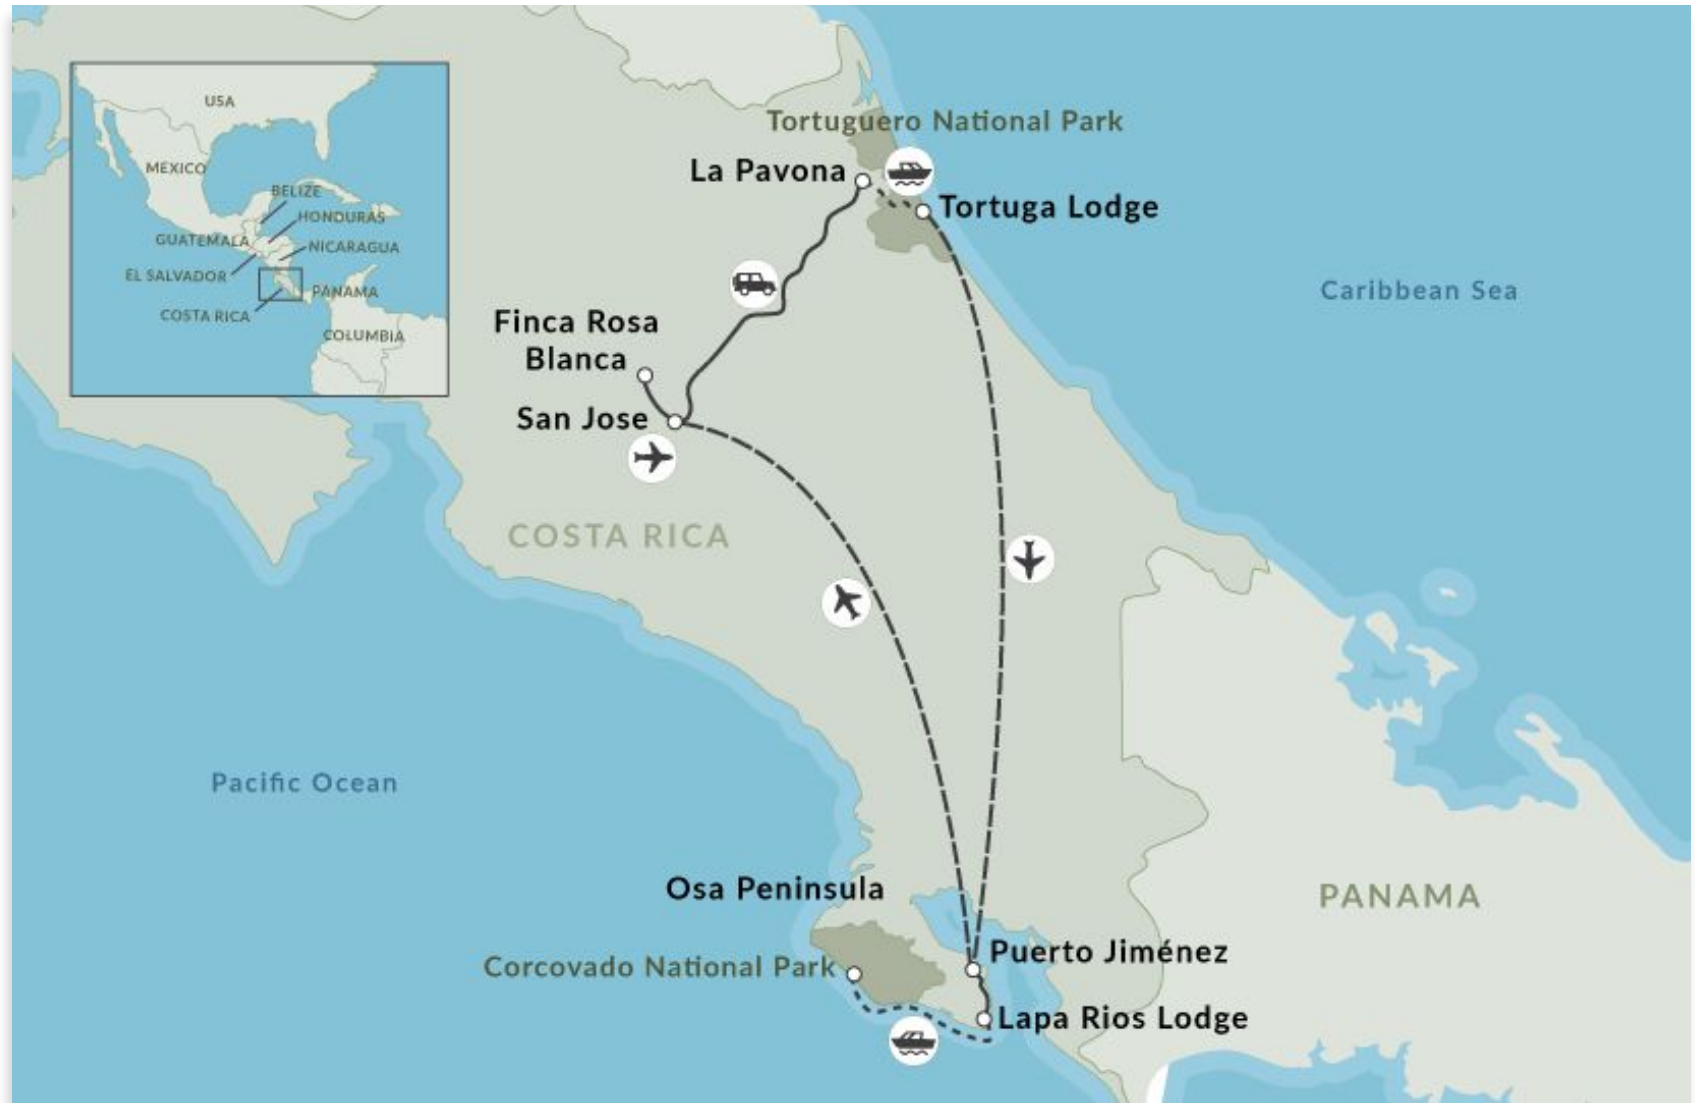 USA
MEXICO
BELIZE
HONDURAS
GUATEMALA
NICARAGUA
EL SALVADOR
PANAMA
COSTA RICA
COLUMBIA
Tortuguero National Park
La Pavona
Tortuga Lodge
Caribbean Sea
Finca Rosa
Blanca
San Jose
COSTA RICA
Pacific Ocean
Osa Peninsula
PANAMA
Corcovado National Park
Puerto Jiménez
Lapa Rios Lodge